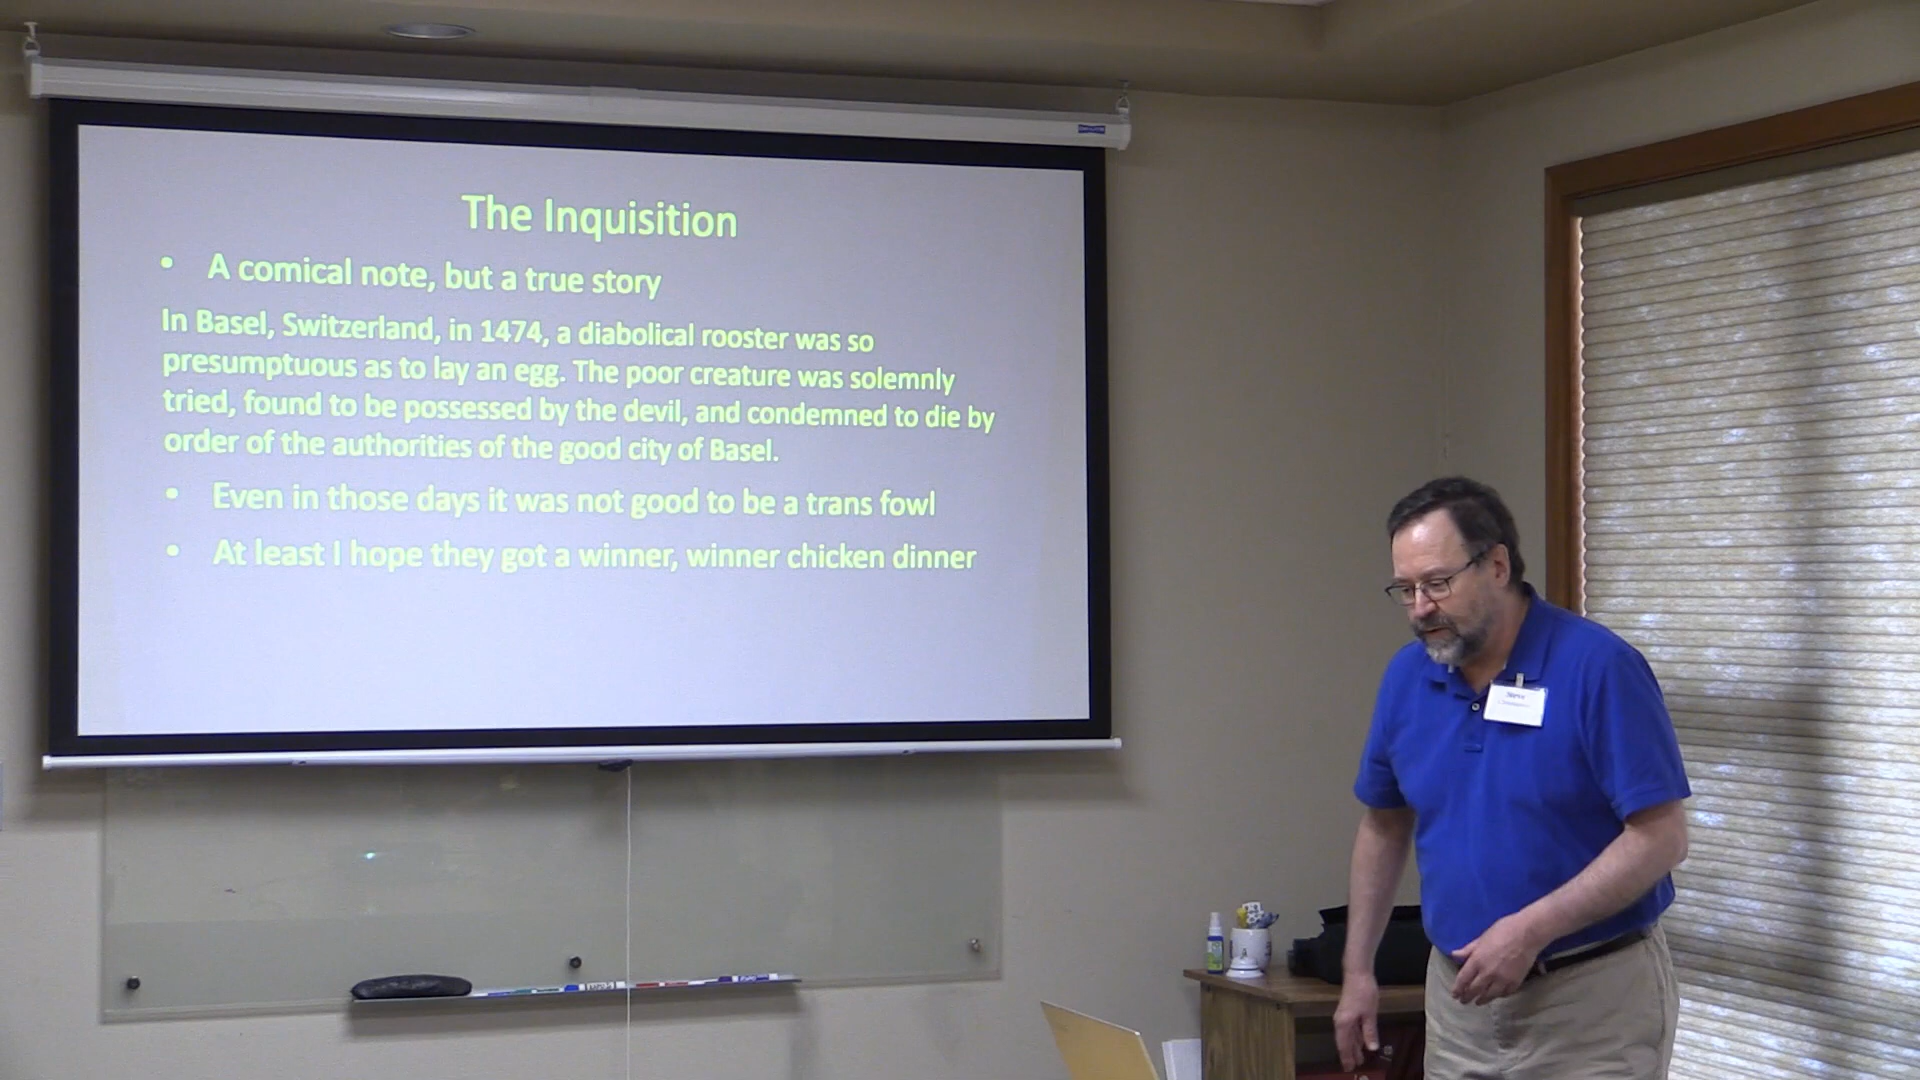 The Inquisition
• A comical note, but a true story
In Basel, Switzerland, in 1474, a diabolical rooster was so
presumptuous as to lay an egg. The poor creature was solemnly
tried, found to be possessed by the devil, and condemned to die by
order of the authorities of the good city of Basel.
• Even in those days it was not good to be a trans fowl
• At least I hope they got a winner, winner chicken dinner
Steve